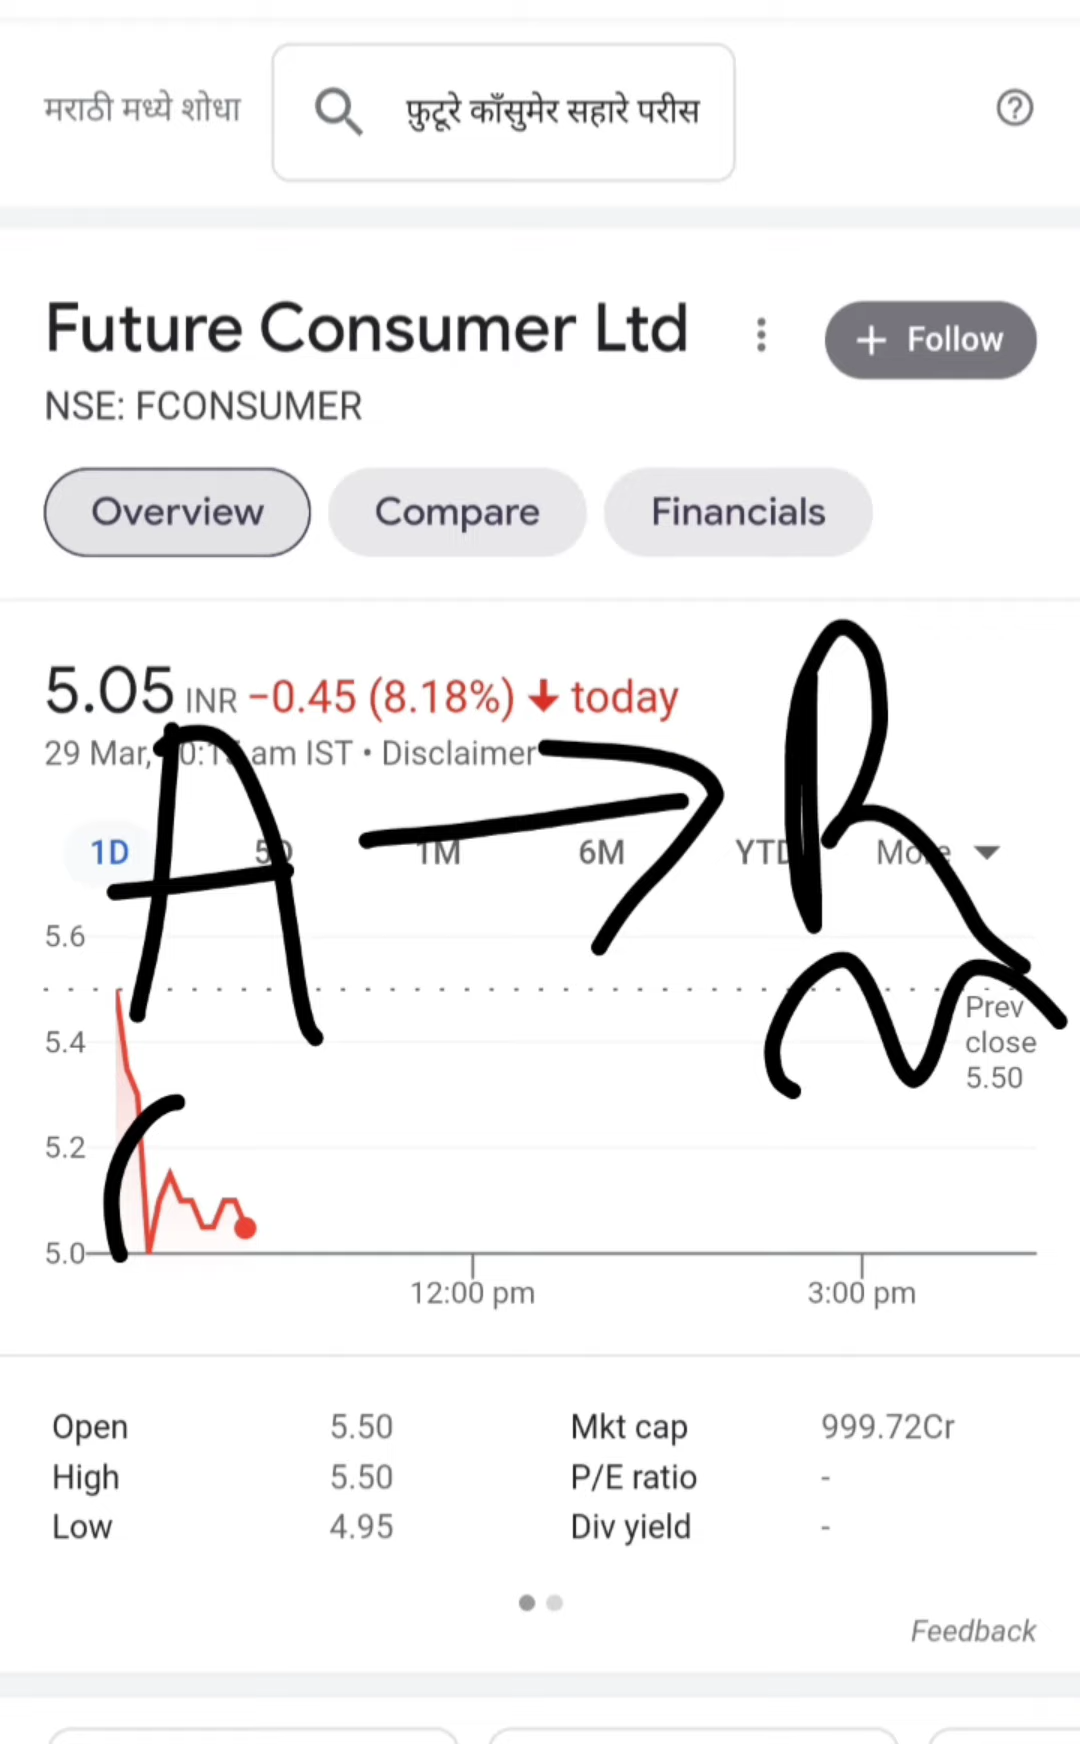 मराठी मध्ये शोधा फ़ुटूरे कॉंसुमेर सहारे परीस
Future Consumer Ltd + Follow
NSE: FCONSUMER
Overview Compare Financials
5.05 INR −0.45 (8.18%) ↓ today
29 Mar, am IST • Disclaimer
1D 5D 1M 6M YTD More
A → R
5.6
5.4
5.2
5.0
Prev
close
5.50
12:00 pm 3:00 pm
Open 5.50 Mkt cap 999.72Cr
High 5.50 P/E ratio -
Low 4.95 Div yield -
Feedback